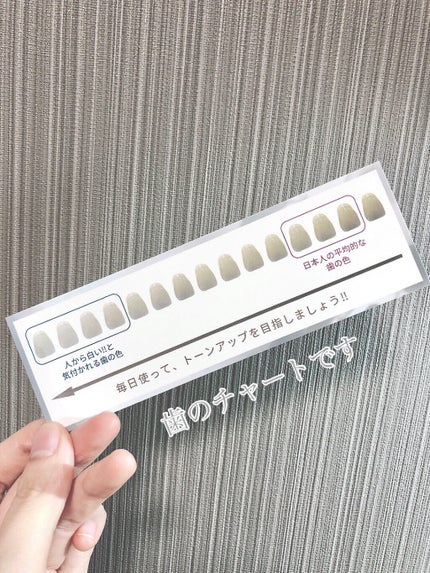 日本人の平均的な
歯の色
人から白い!!と
気付かれる歯の色
毎日使って、トーンアップを目指しましょう!!
歯のチャートです